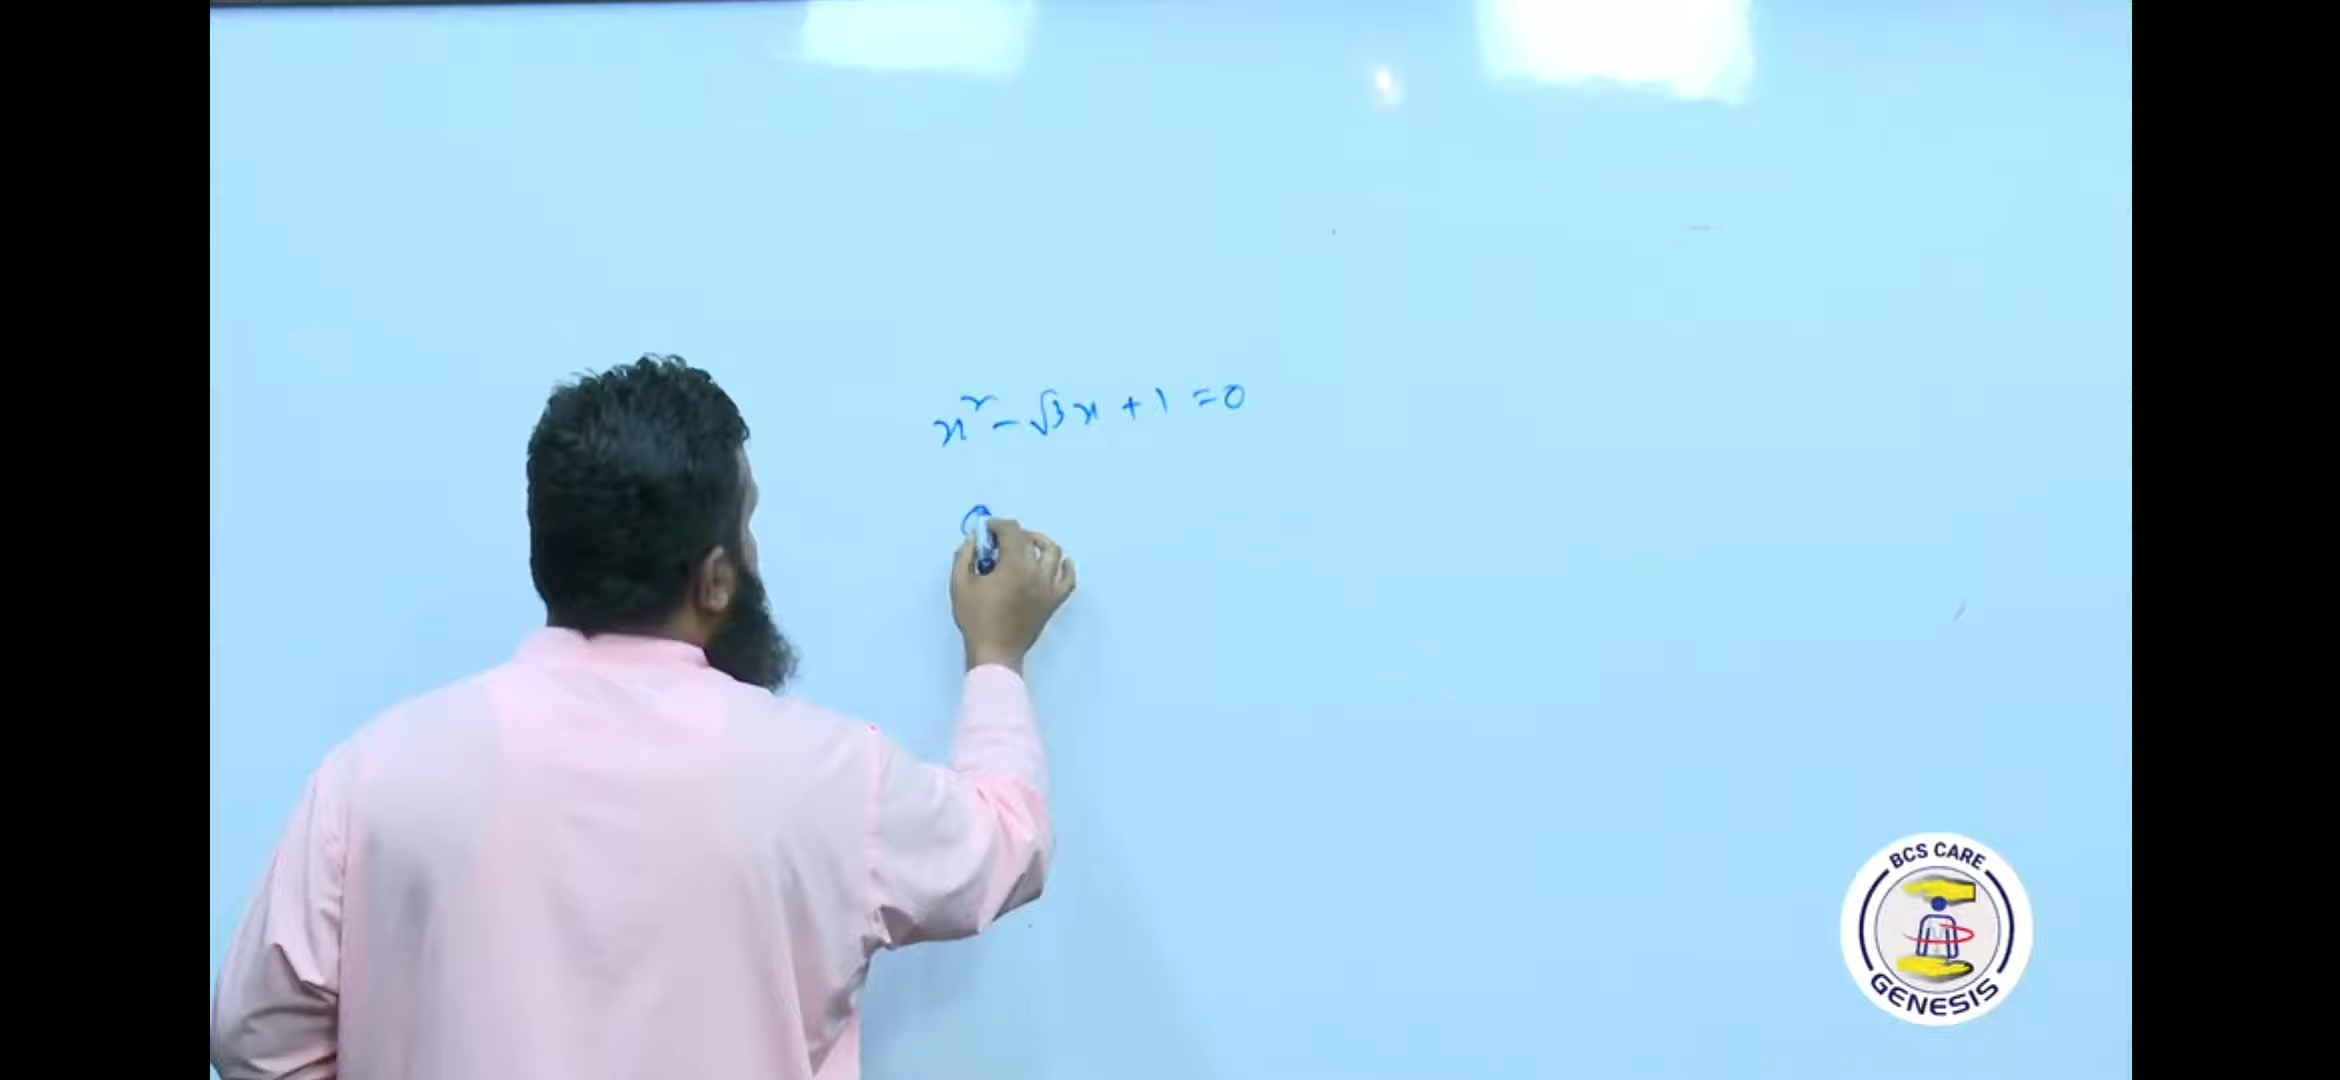 x² - √3x + 1 = 0
BCS CARE
GENESIS